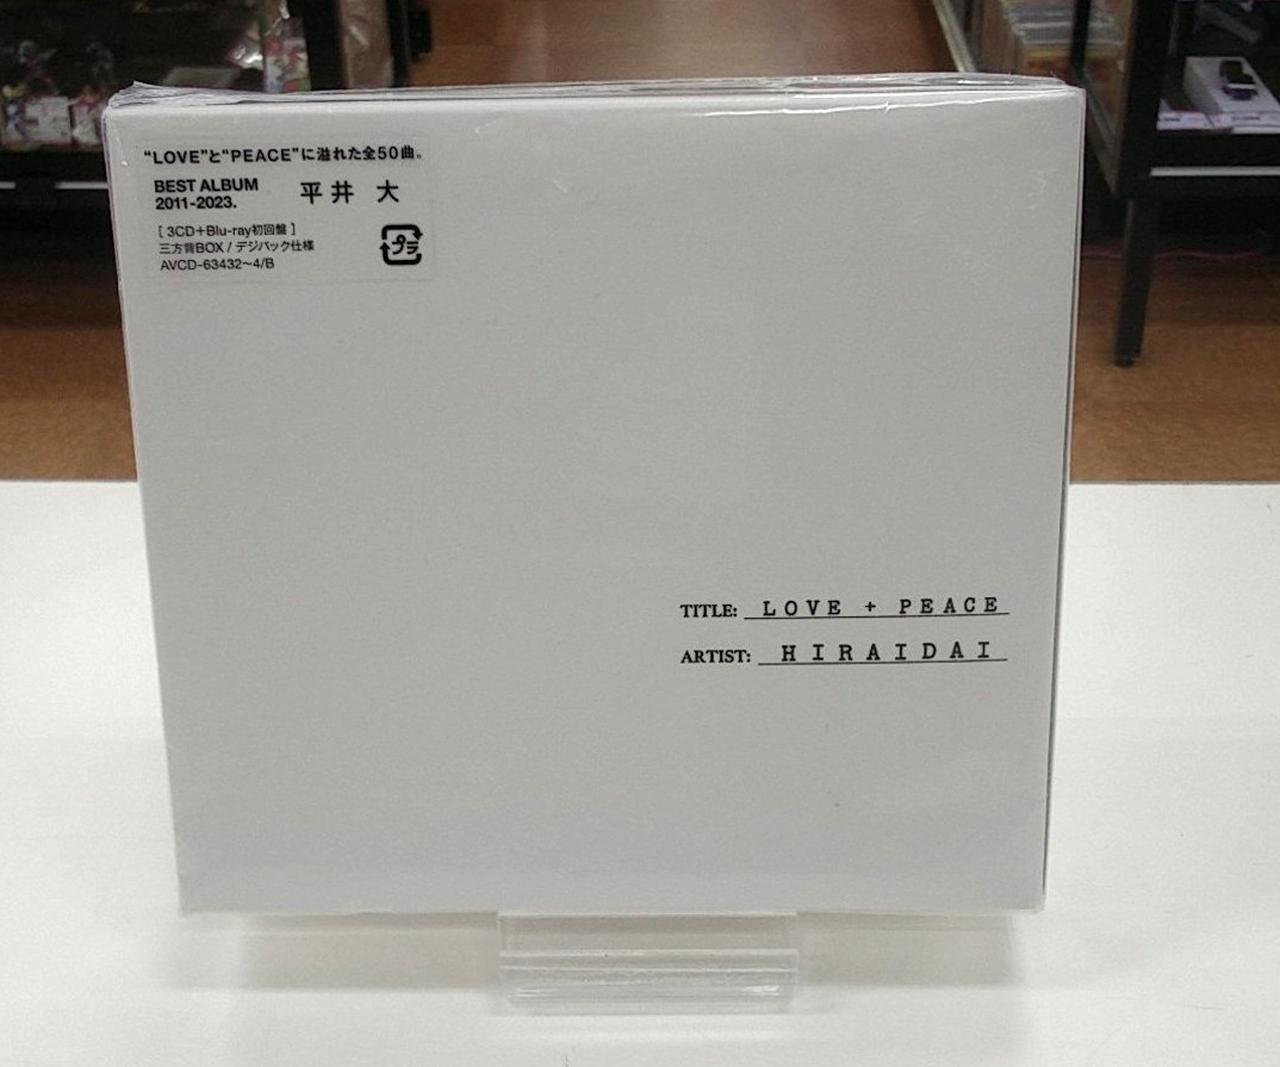 “LOVE”と“PEACE”に溢れた全50曲。
BEST ALBUM
2011-2023.
平井 大
[ 3CD+Blu-ray初回盤 ]
三方背BOX / デジパック仕様
AVCD-63432〜4/B
プラ
TITLE: LOVE + PEACE
ARTIST: HIRAIDAI